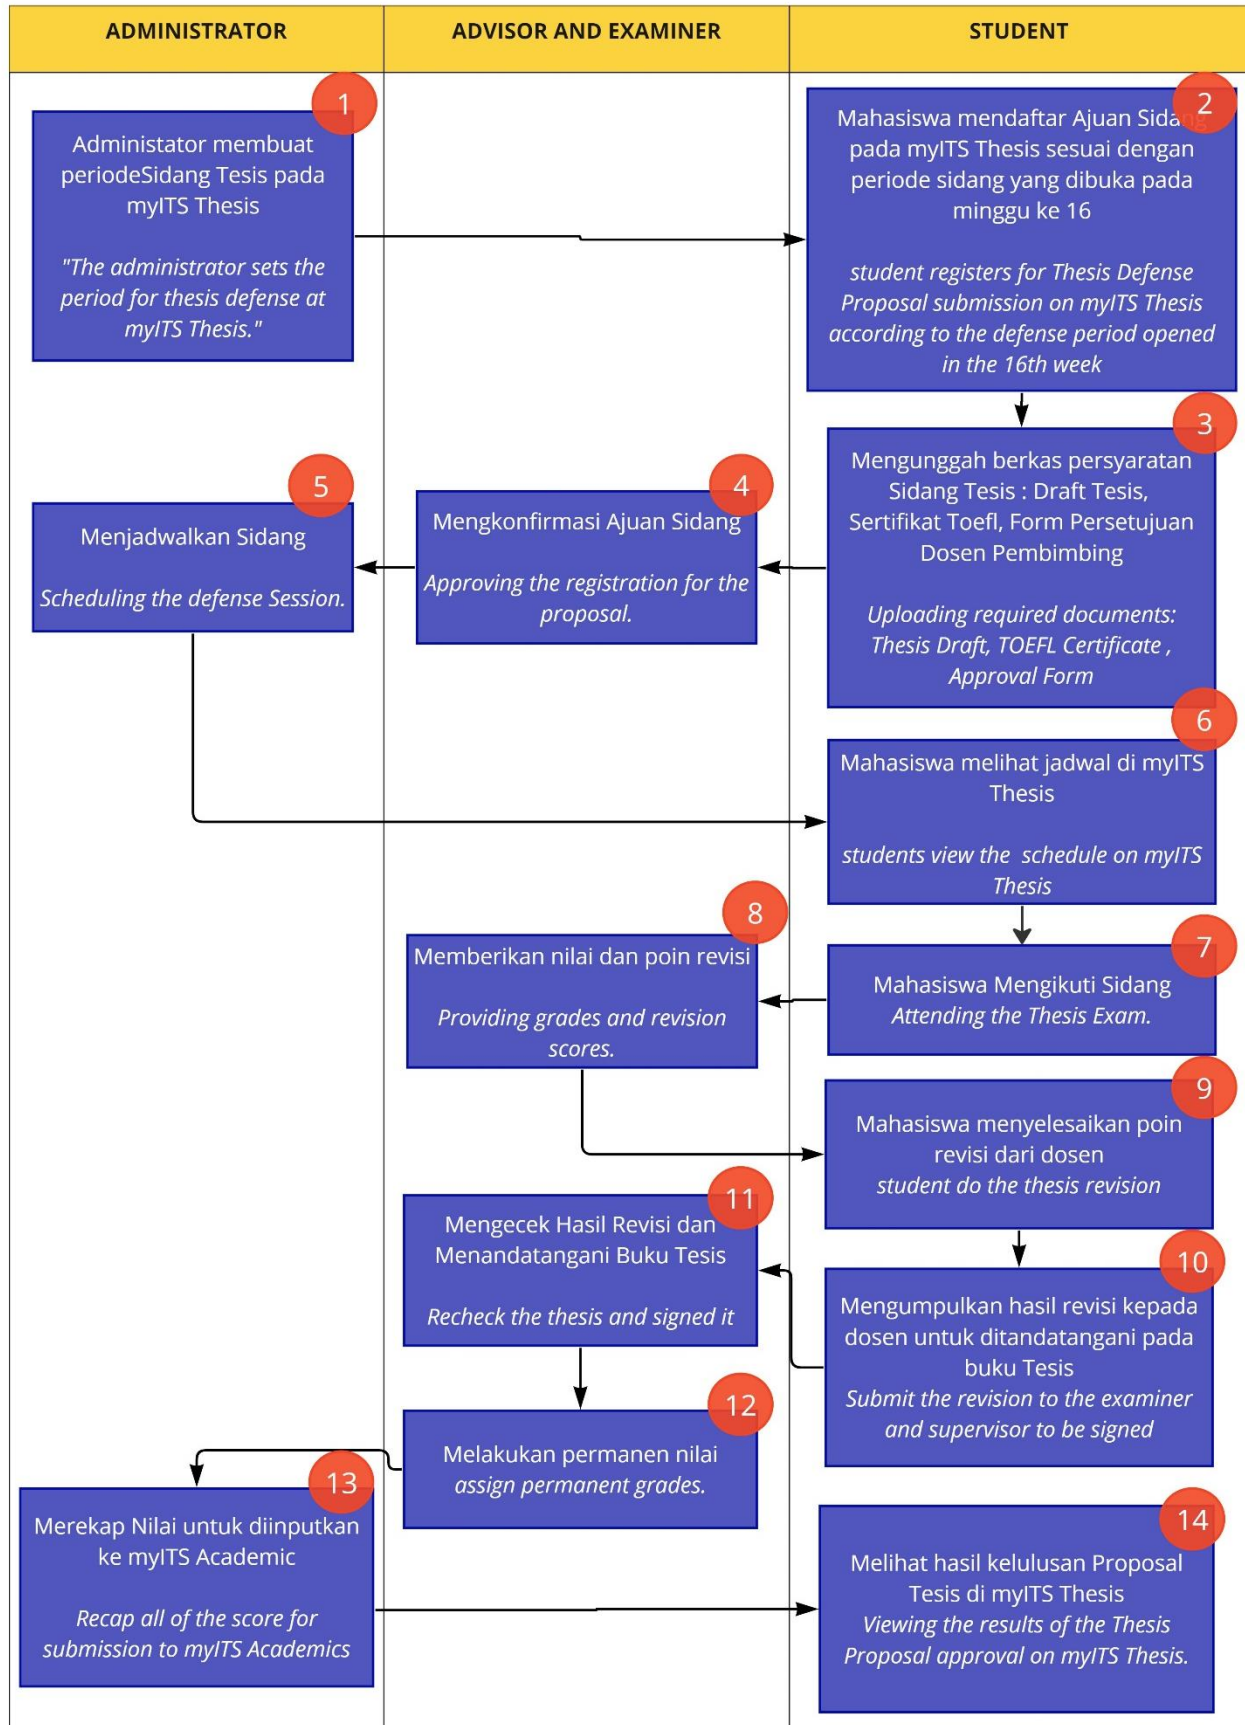 ADMINISTRATOR
ADVISOR AND EXAMINER
STUDENT
1
Administator membuat
periodeSidang Tesis pada
myITS Thesis
"The administrator sets the
period for thesis defense at
myITS Thesis."
2
Mahasiswa mendaftar Ajuan Sidang
pada myITS Thesis sesuai dengan
periode sidang yang dibuka pada
minggu ke 16
student registers for Thesis Defense
Proposal submission on myITS Thesis
according to the defense period opened
in the 16th week
3
Mengunggah berkas persyaratan
Sidang Tesis : Draft Tesis,
Sertifikat Toefl, Form Persetujuan
Dosen Pembimbing
Uploading required documents:
Thesis Draft, TOEFL Certificate ,
Approval Form
4
Mengkonfirmasi Ajuan Sidang
Approving the registration for the
proposal.
5
Menjadwalkan Sidang
Scheduling the defense Session.
6
Mahasiswa melihat jadwal di myITS
Thesis
students view the schedule on myITS
Thesis
7
Mahasiswa Mengikuti Sidang
Attending the Thesis Exam.
8
Memberikan nilai dan poin revisi
Providing grades and revision
scores.
9
Mahasiswa menyelesaikan poin
revisi dari dosen
student do the thesis revision
10
Mengumpulkan hasil revisi kepada
dosen untuk ditandatangani pada
buku Tesis
Submit the revision to the examiner
and supervisor to be signed
11
Mengecek Hasil Revisi dan
Menandatangani Buku Tesis
Recheck the thesis and signed it
12
Melakukan permanen nilai
assign permanent grades.
13
Merekap Nilai untuk diinputkan
ke myITS Academic
Recap all of the score for
submission to myITS Academics
14
Melihat hasil kelulusan Proposal
Tesis di myITS Thesis
Viewing the results of the Thesis
Proposal approval on myITS Thesis.